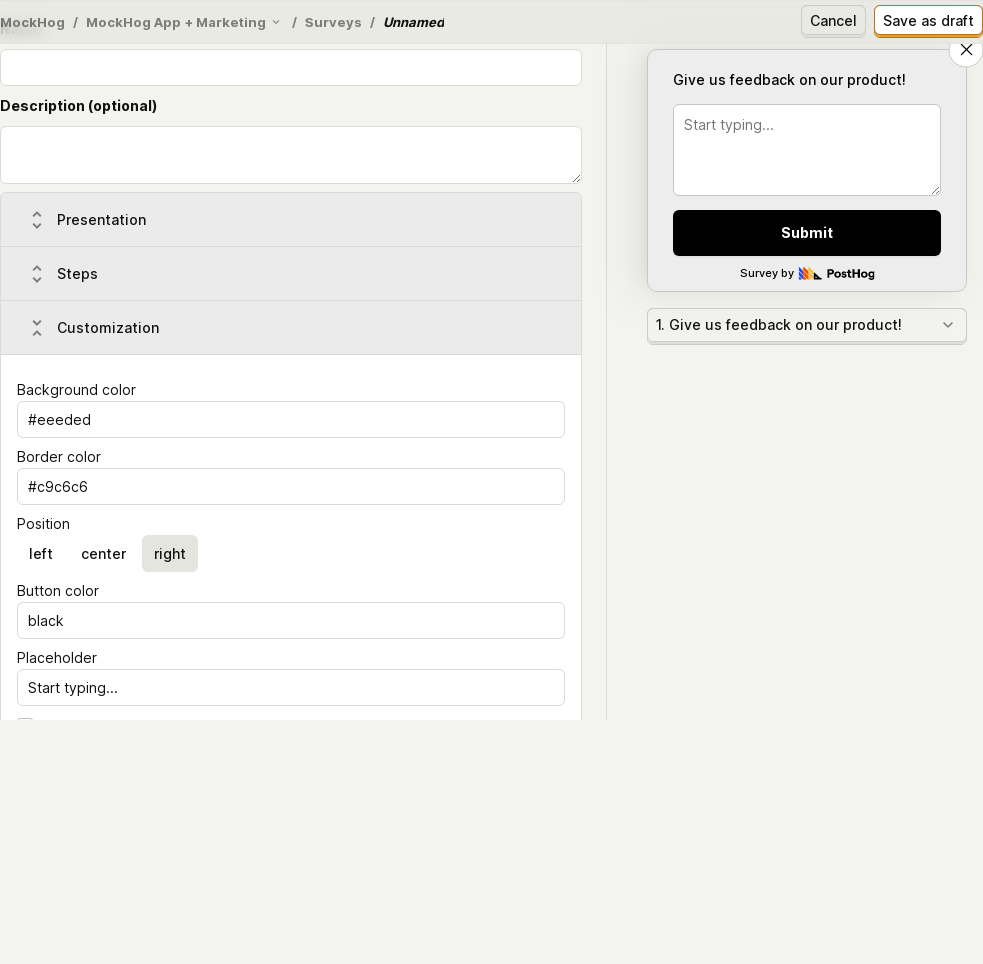 MockHog / MockHog App + Marketing / Surveys / Unnamed
Cancel
Save as draft
Description (optional)
Presentation
Steps
Customization
Background color
#eeeded
Border color
#c9c6c6
Position
left center right
Button color
black
Placeholder
Start typing...
Give us feedback on our product!
Start typing...
Submit
Survey by PostHog
1. Give us feedback on our product!